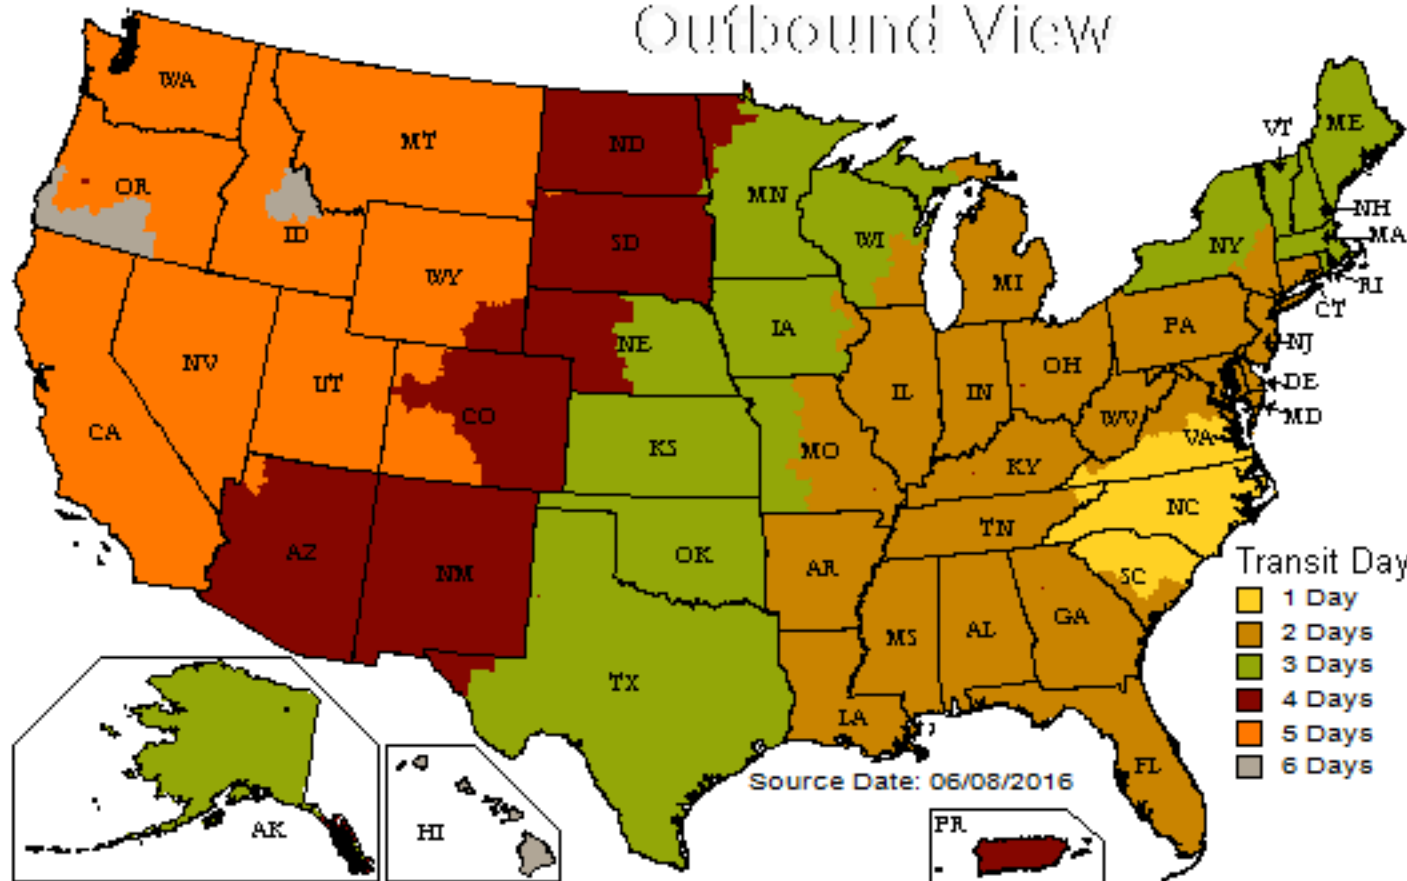 Outbound View
WA
MT
ND
OR
MN
ID
SD
WI
WY
MI
VT
ME
NH
MA
NY
RI
CT
IA
NE
PA
NV
UT
CO
IL
IN
OH
NJ
DE
MD
WV
VA
CA
KS
MO
KY
NC
TN
AZ
NM
OK
AR
SC
MS
AL
GA
TX
LA
FL
Transit Day
1 Day
2 Days
3 Days
4 Days
5 Days
6 Days
Source Date: 06/08/2016
AK
HI
PR